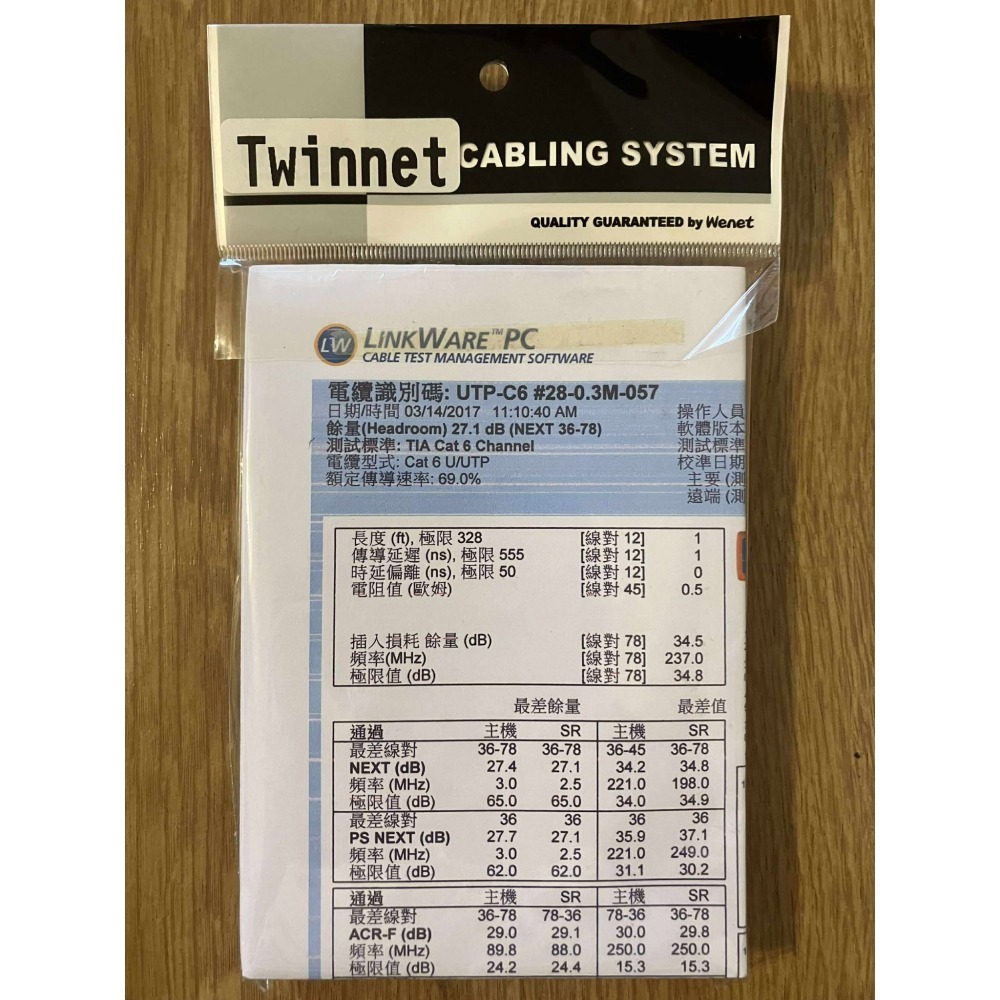 Twinnet CABLING SYSTEM
QUALITY GUARANTEED by Wenet
LW LINKWARE™ PC
CABLE TEST MANAGEMENT SOFTWARE
電纜識別碼: UTP-C6 #28-0.3M-057
日期/時間 03/14/2017 11:10:40 AM 操作人員
餘量(Headroom) 27.1 dB (NEXT 36-78) 軟體版本
測試標準: TIA Cat 6 Channel 測試標準
電纜型式: Cat 6 U/UTP 校準日期
額定傳導速率: 69.0% 主要 (測
遠端 (測
長度 (ft), 極限 328 [線對 12] 1
傳導延遲 (ns), 極限 555 [線對 12] 1
時延偏離 (ns), 極限 50 [線對 12] 0
電阻值 (歐姆) [線對 45] 0.5
插入損耗 餘量 (dB) [線對 78] 34.5
頻率(MHz) [線對 78] 237.0
極限值 (dB) [線對 78] 34.8
最差餘量 最差值
通過 主機 SR 主機 SR
最差線對 36-78 36-78 36-45 36-78
NEXT (dB) 27.4 27.1 34.2 34.8
頻率 (MHz) 3.0 2.5 221.0 198.0
極限值 (dB) 65.0 65.0 34.0 34.9
最差線對 36 36 36 36
PS NEXT (dB) 27.7 27.1 35.9 37.1
頻率 (MHz) 3.0 2.5 221.0 249.0
極限值 (dB) 62.0 62.0 31.1 30.2
通過 主機 SR 主機 SR
最差線對 36-78 78-36 78-36 36-78
ACR-F (dB) 29.0 29.1 30.0 29.8
頻率 (MHz) 89.8 88.0 250.0 250.0
極限值 (dB) 24.2 24.4 15.3 15.3